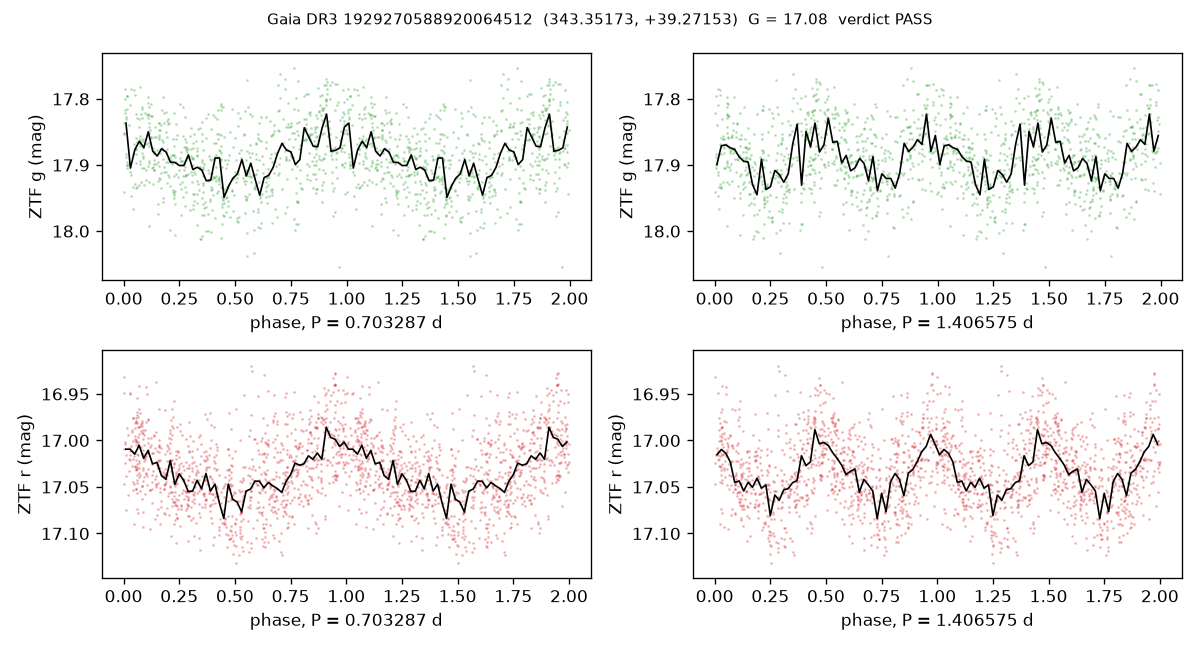 Gaia DR3 1929270588920064512  (343.35173, +39.27153)  G = 17.08  verdict PASS
ZTF g (mag)
17.8
17.9
18.0
0.00 0.25 0.50 0.75 1.00 1.25 1.50 1.75 2.00
phase, P = 0.703287 d
ZTF g (mag)
17.8
17.9
18.0
0.00 0.25 0.50 0.75 1.00 1.25 1.50 1.75 2.00
phase, P = 1.406575 d
ZTF r (mag)
16.95
17.00
17.05
17.10
0.00 0.25 0.50 0.75 1.00 1.25 1.50 1.75 2.00
phase, P = 0.703287 d
ZTF r (mag)
16.95
17.00
17.05
17.10
0.00 0.25 0.50 0.75 1.00 1.25 1.50 1.75 2.00
phase, P = 1.406575 d